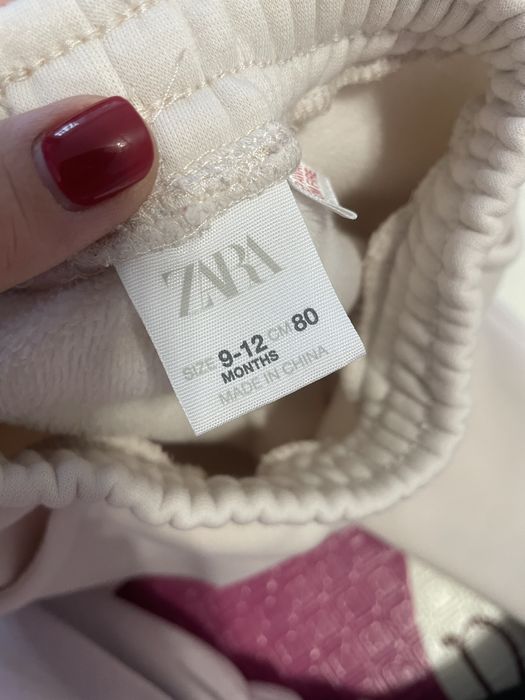 ZARA
SIZE 9-12 CM 80
MONTHS
MADE IN CHINA